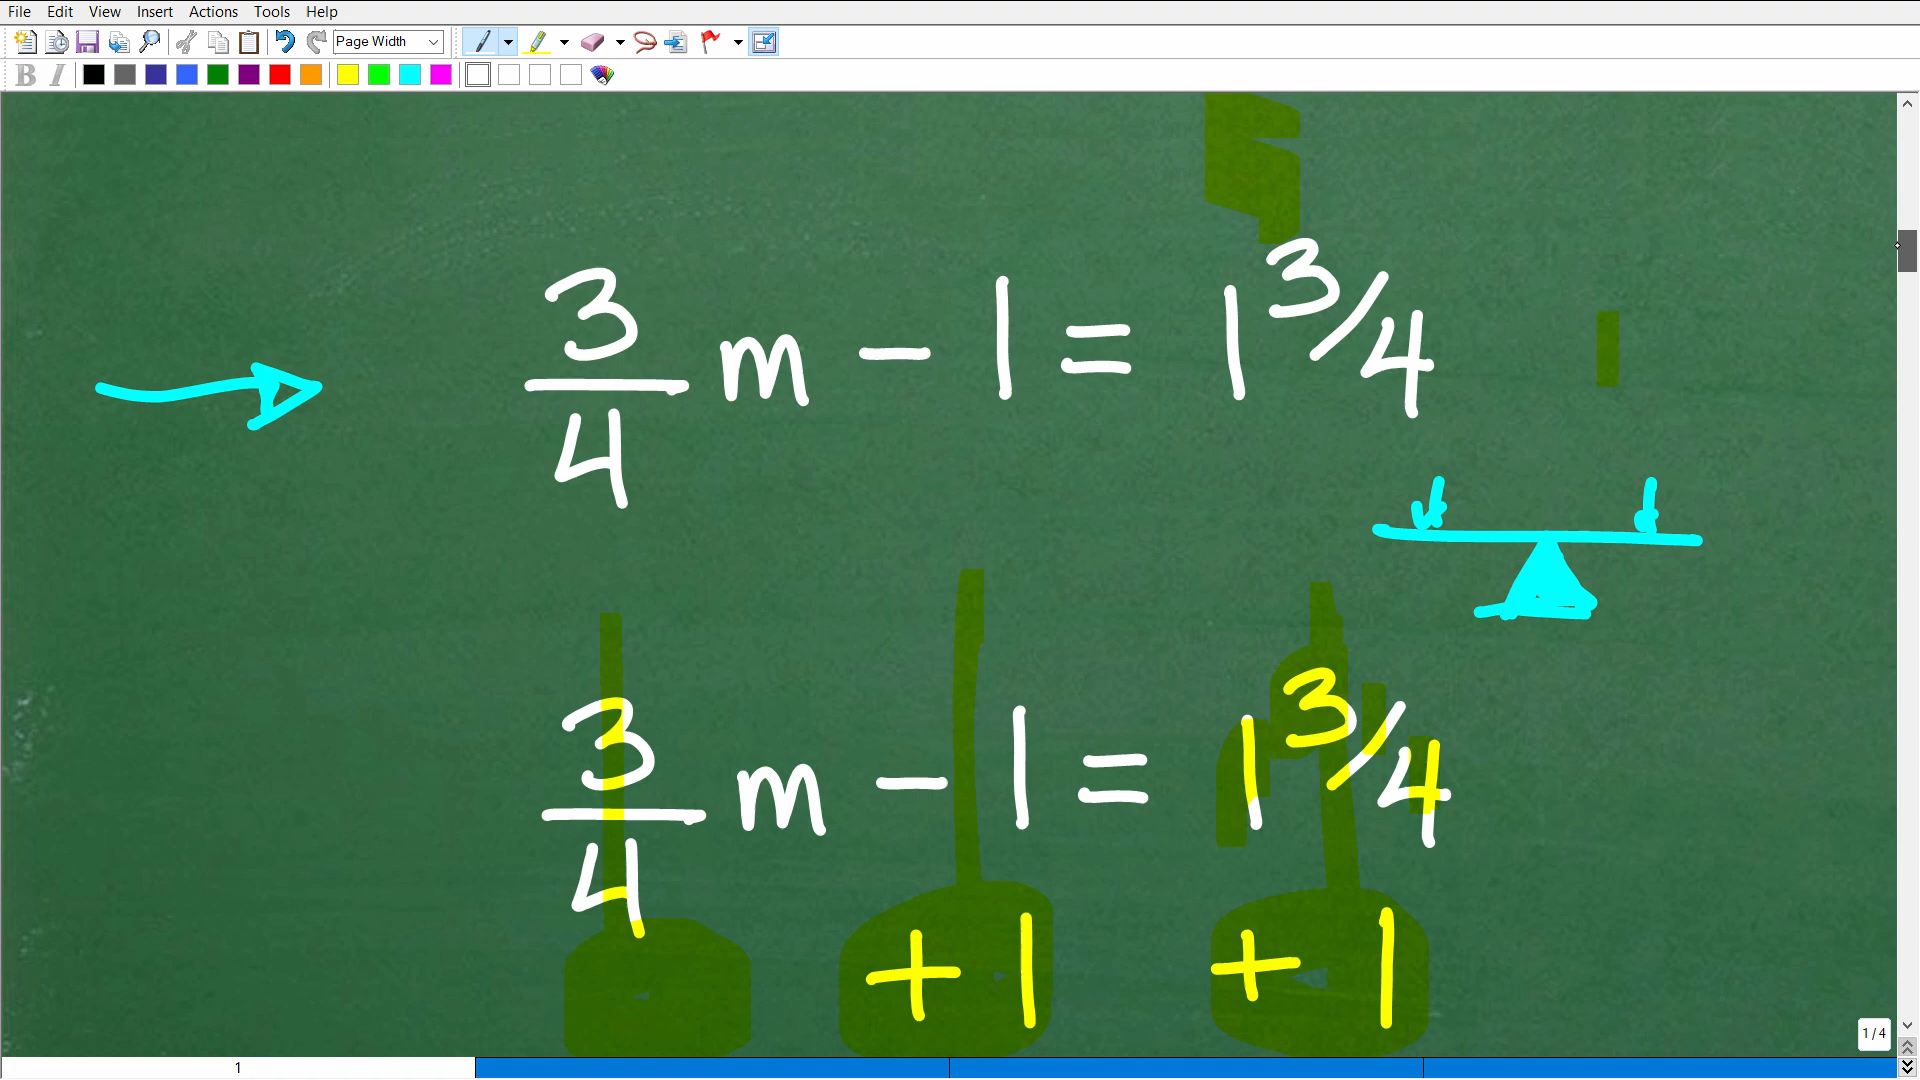 File Edit View Insert Actions Tools Help
Page Width
B I
3/4 m - 1 = 1 3/4
3/4 m - 1 = 1 3/4
+ 1 + 1
1/4
1